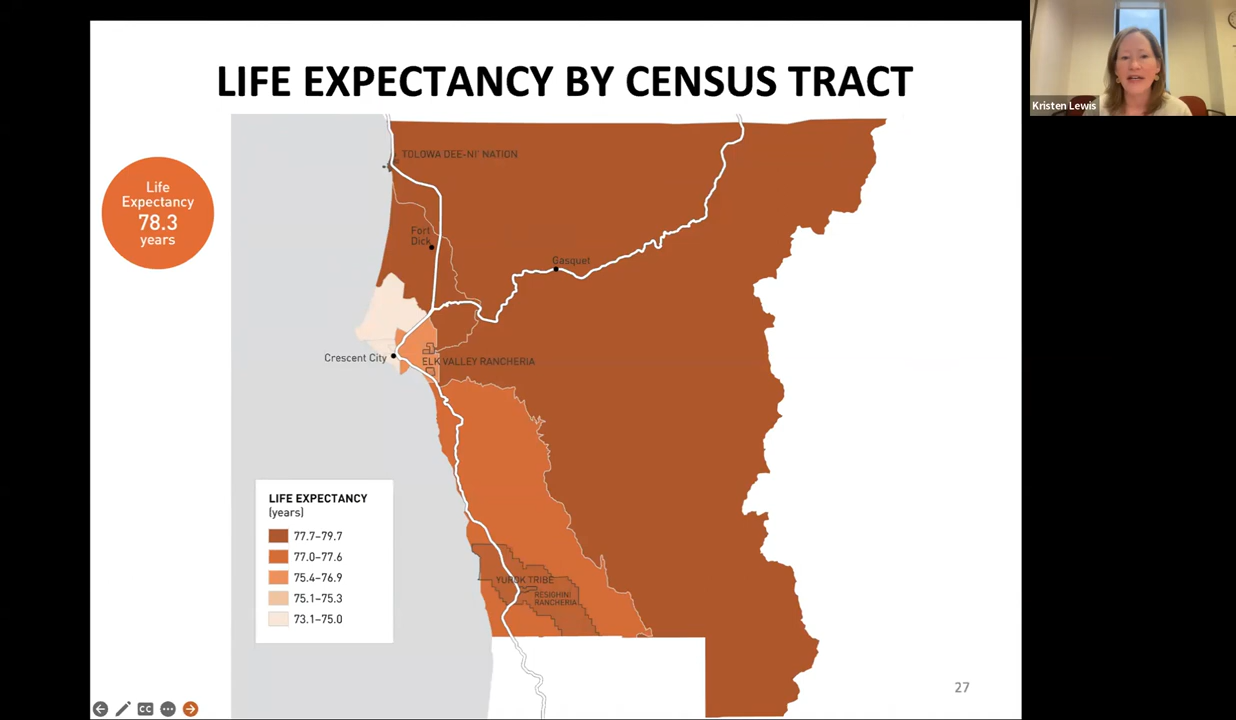 LIFE EXPECTANCY BY CENSUS TRACT
Kristen Lewis
Life
Expectancy
78.3
years
TOLOWA DEE-NI' NATION
Fort
Dick
Gasquet
Crescent City
ELK VALLEY RANCHERIA
LIFE EXPECTANCY
(years)
77.7–79.7
77.0–77.6
75.4–76.9
75.1–75.3
73.1–75.0
YUROK TRIBE
RESIGHINI
RANCHERIA
27
CC